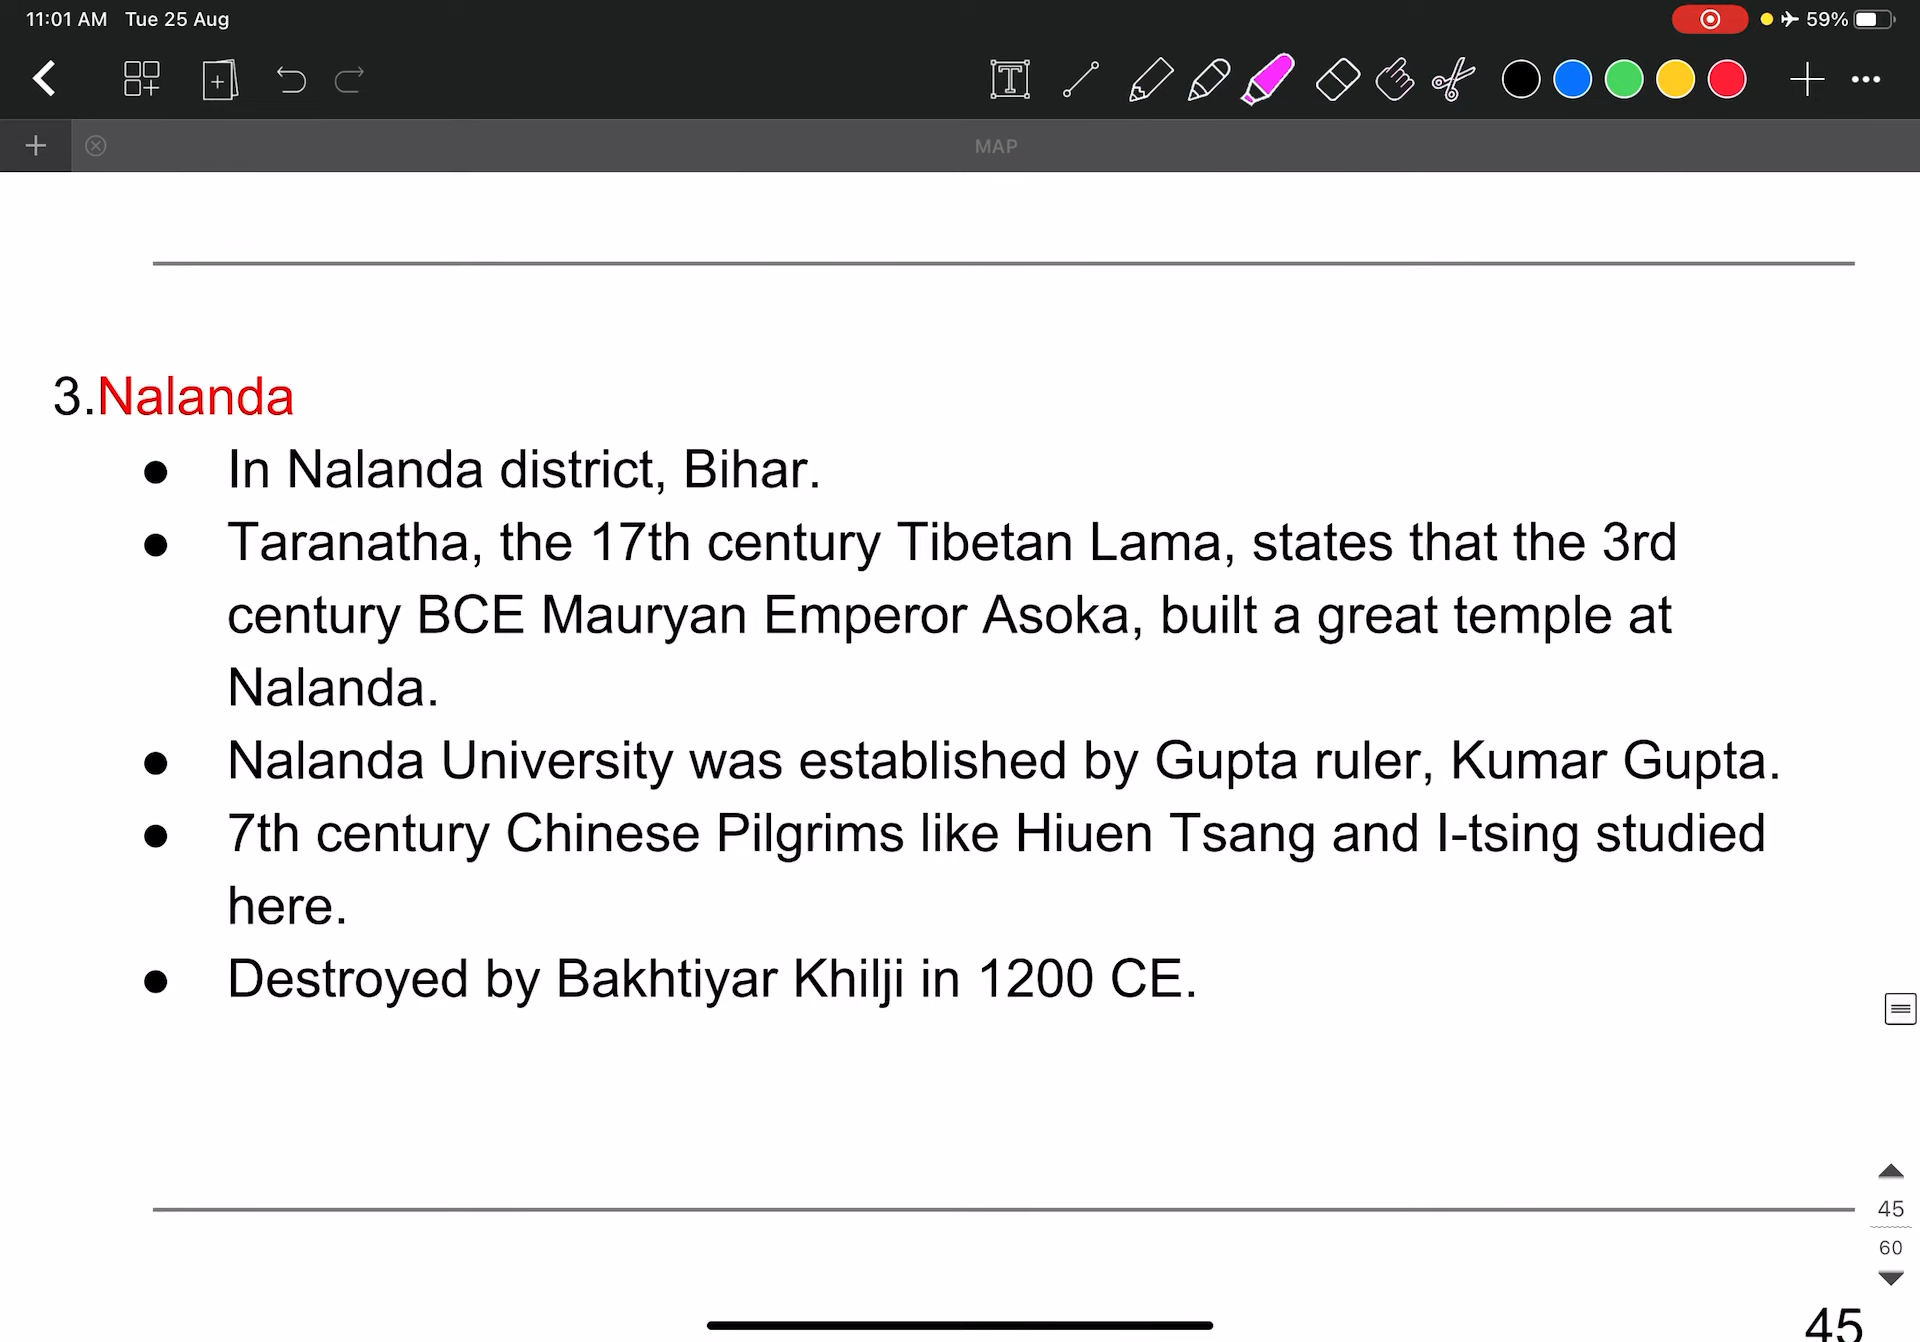 11:01 AM Tue 25 Aug
59%
T
MAP
3.Nalanda
● In Nalanda district, Bihar.
● Taranatha, the 17th century Tibetan Lama, states that the 3rd
century BCE Mauryan Emperor Asoka, built a great temple at
Nalanda.
● Nalanda University was established by Gupta ruler, Kumar Gupta.
● 7th century Chinese Pilgrims like Hiuen Tsang and I-tsing studied
here.
● Destroyed by Bakhtiyar Khilji in 1200 CE.
45
60
45